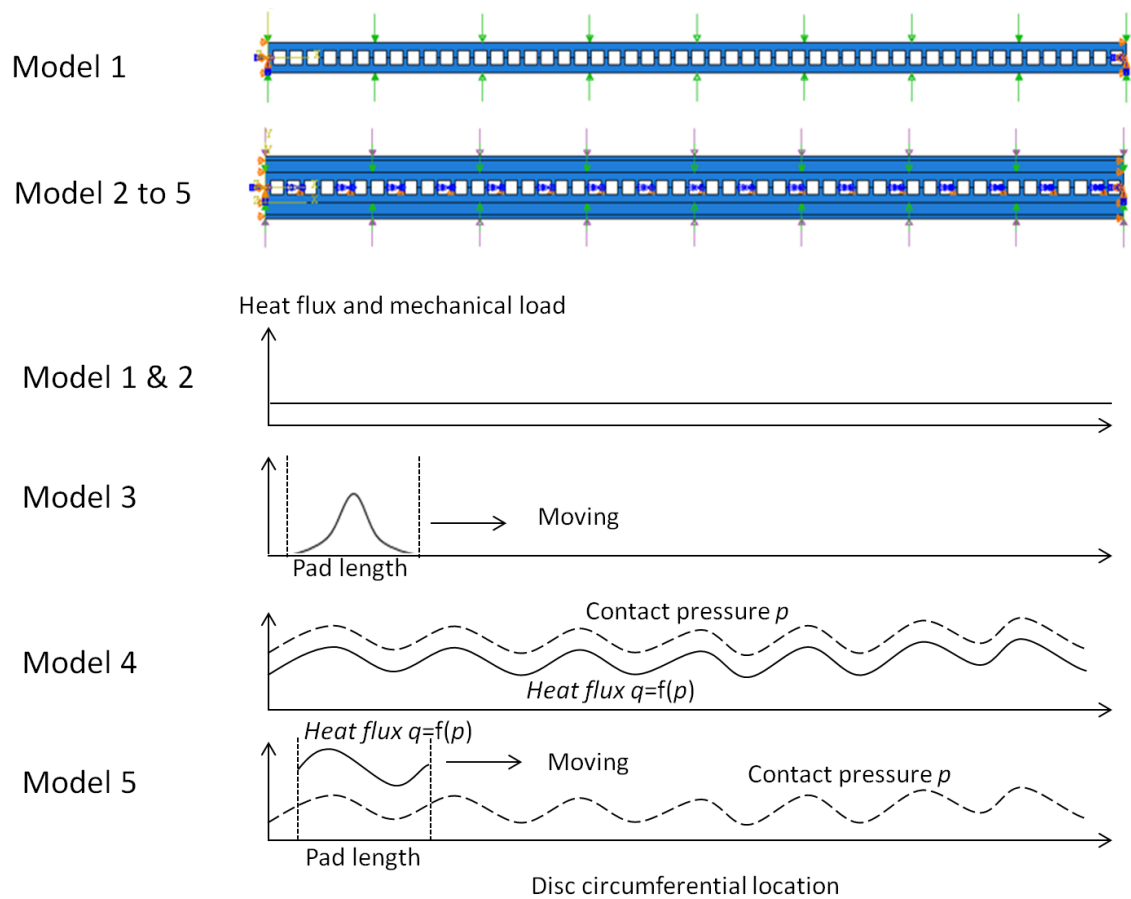 Model 1
Model 2 to 5
Heat flux and mechanical load
Model 1 & 2
Model 3
Moving
Pad length
Contact pressure p
Model 4
Heat flux q=f(p)
Heat flux q=f(p)
Moving
Model 5
Contact pressure p
Pad length
Disc circumferential location